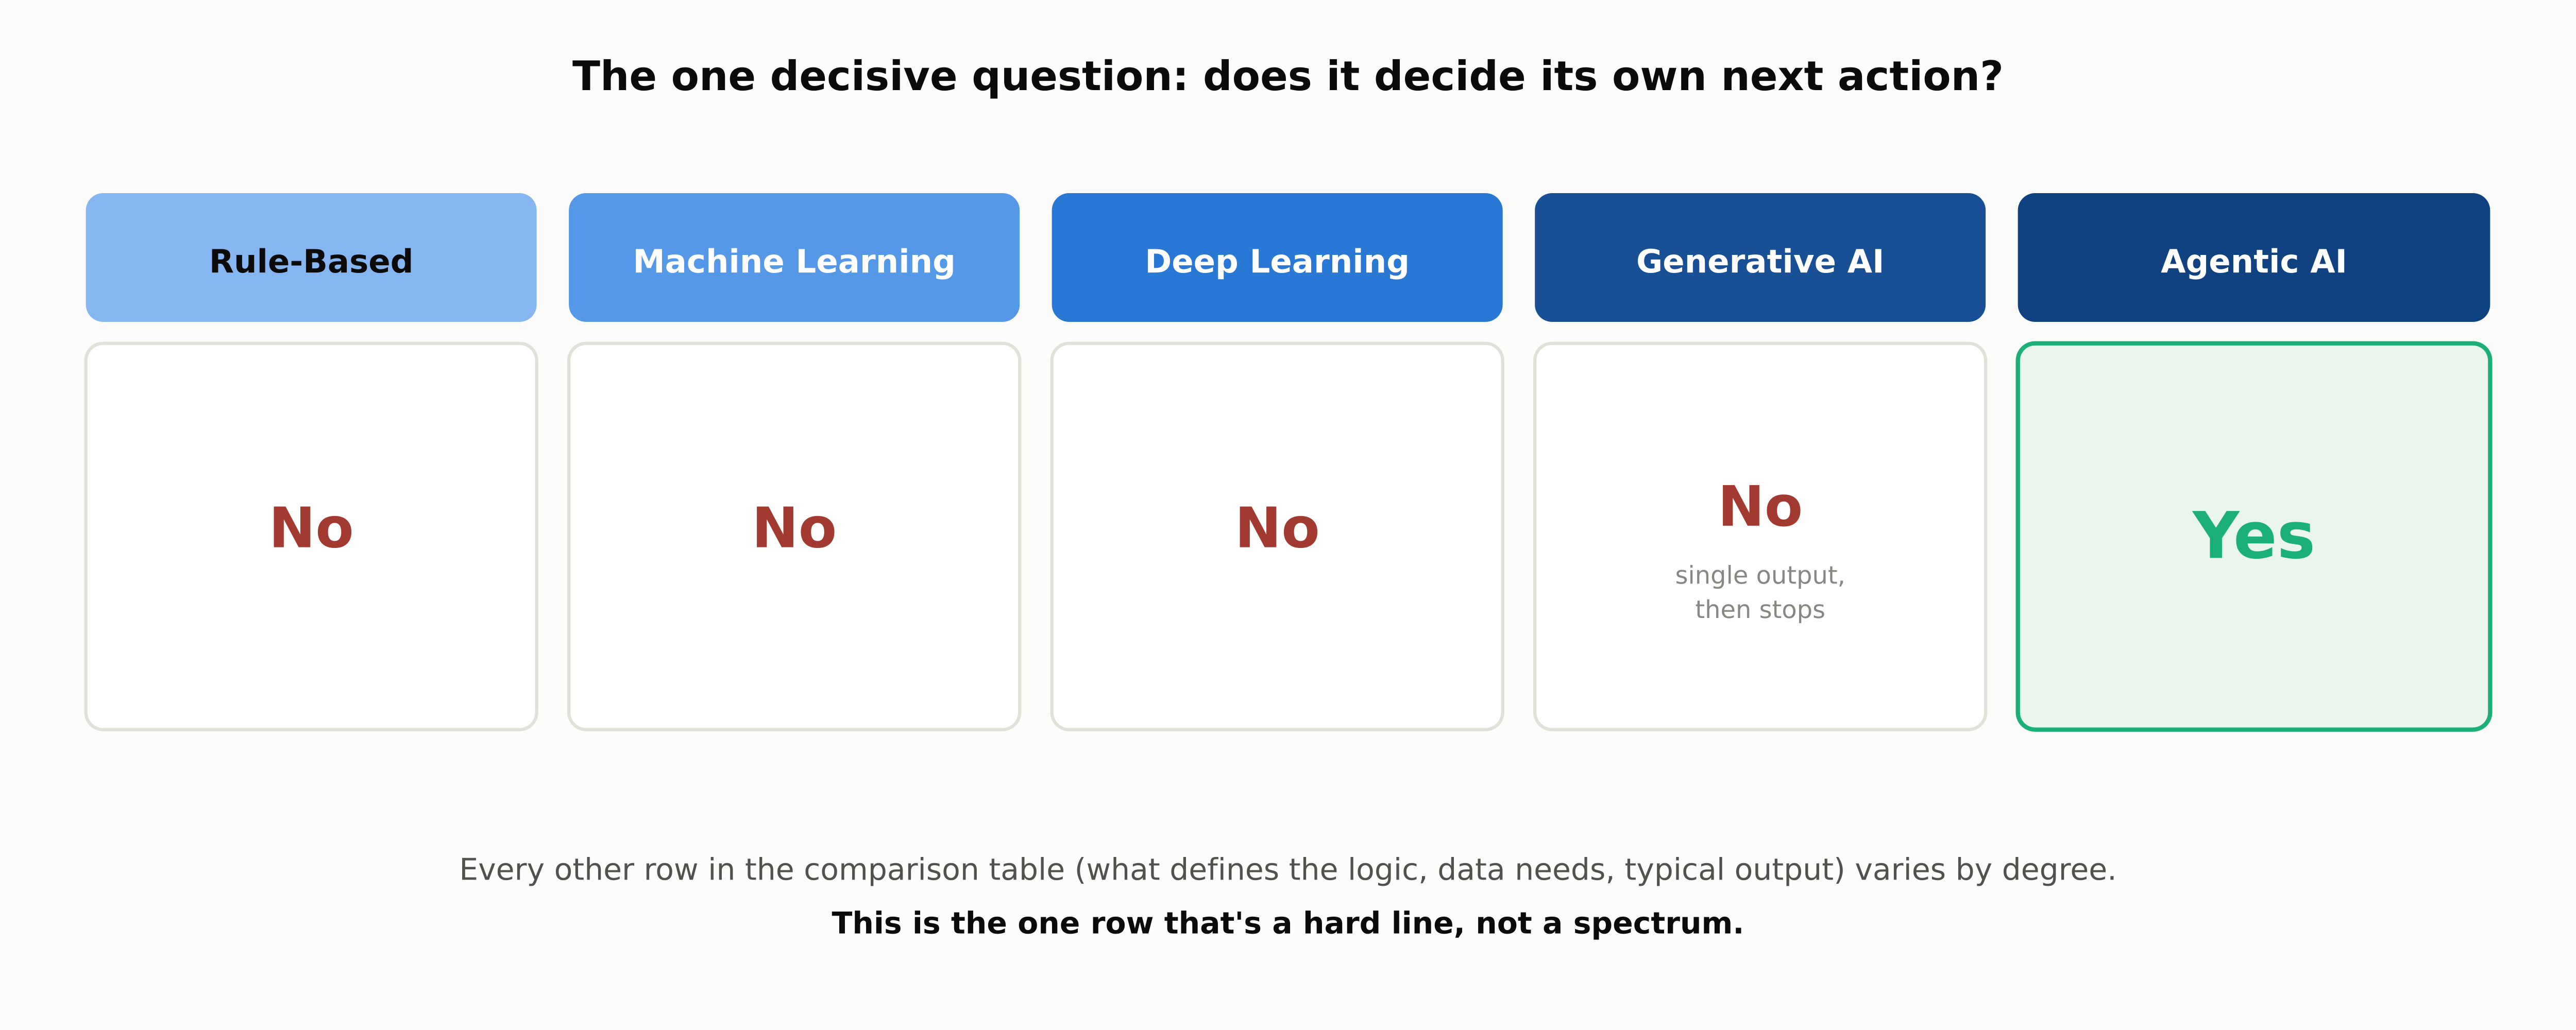 The one decisive question: does it decide its own next action?
Rule-Based
Machine Learning
Deep Learning
Generative AI
Agentic AI
No
No
No
No
single output,
then stops
Yes
Every other row in the comparison table (what defines the logic, data needs, typical output) varies by degree.
This is the one row that's a hard line, not a spectrum.